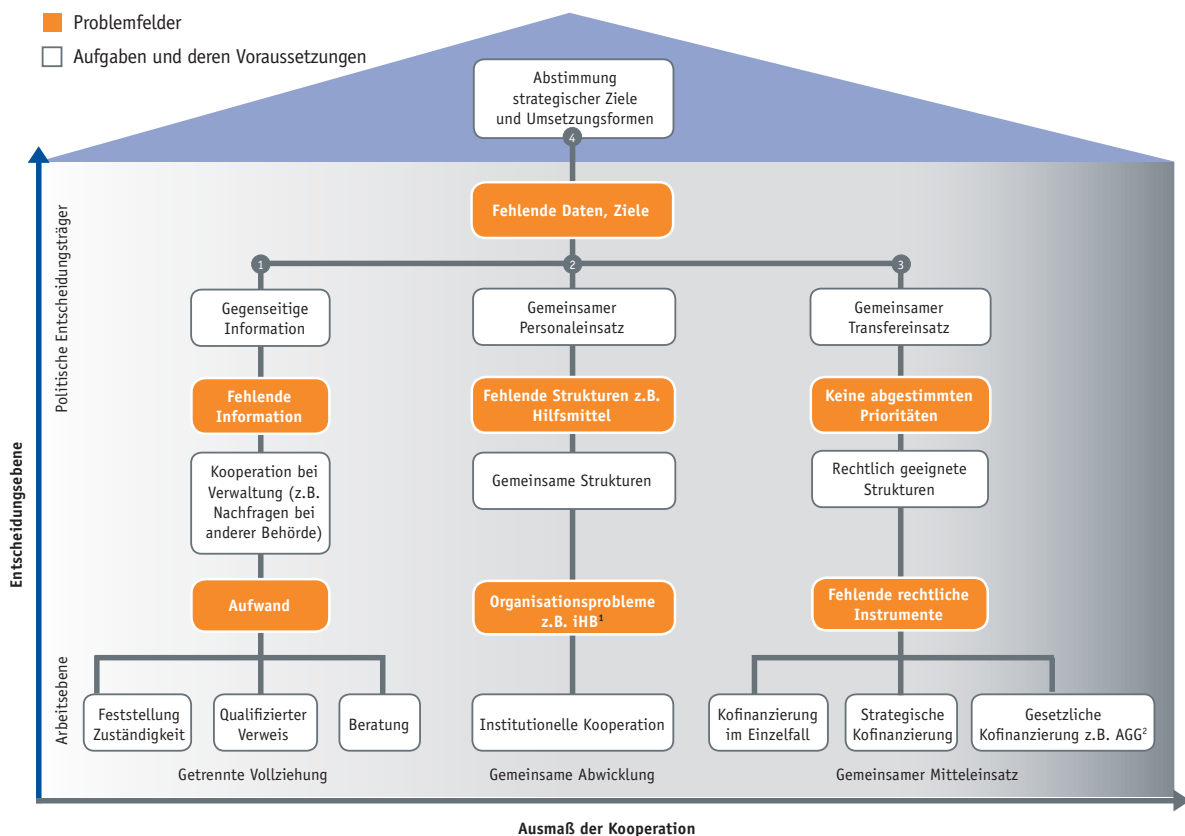 Problemfelder
Aufgaben und deren Voraussetzungen
Abstimmung
strategischer Ziele
und Umsetzungsformen
4
Fehlende Daten, Ziele
1
2
3
Gegenseitige
Information
Gemeinsamer
Personaleinsatz
Gemeinsamer
Transfereinsatz
Fehlende
Information
Fehlende Strukturen z.B.
Hilfsmittel
Keine abgestimmten
Prioritäten
Kooperation bei
Verwaltung (z.B.
Nachfragen bei
anderer Behörde)
Gemeinsame Strukturen
Rechtlich geeignete
Strukturen
Aufwand
Organisationsprobleme
z.B. iHB¹
Fehlende rechtliche
Instrumente
Feststellung
Zuständigkeit
Qualifizierter
Verweis
Beratung
Institutionelle Kooperation
Kofinanzierung
im Einzelfall
Strategische
Kofinanzierung
Gesetzliche
Kofinanzierung z.B. AGG²
Getrennte Vollziehung
Gemeinsame Abwicklung
Gemeinsamer Mitteleinsatz
Politische Entscheidungsträger
Arbeitsebene
Entscheidungsebene
Ausmaß der Kooperation